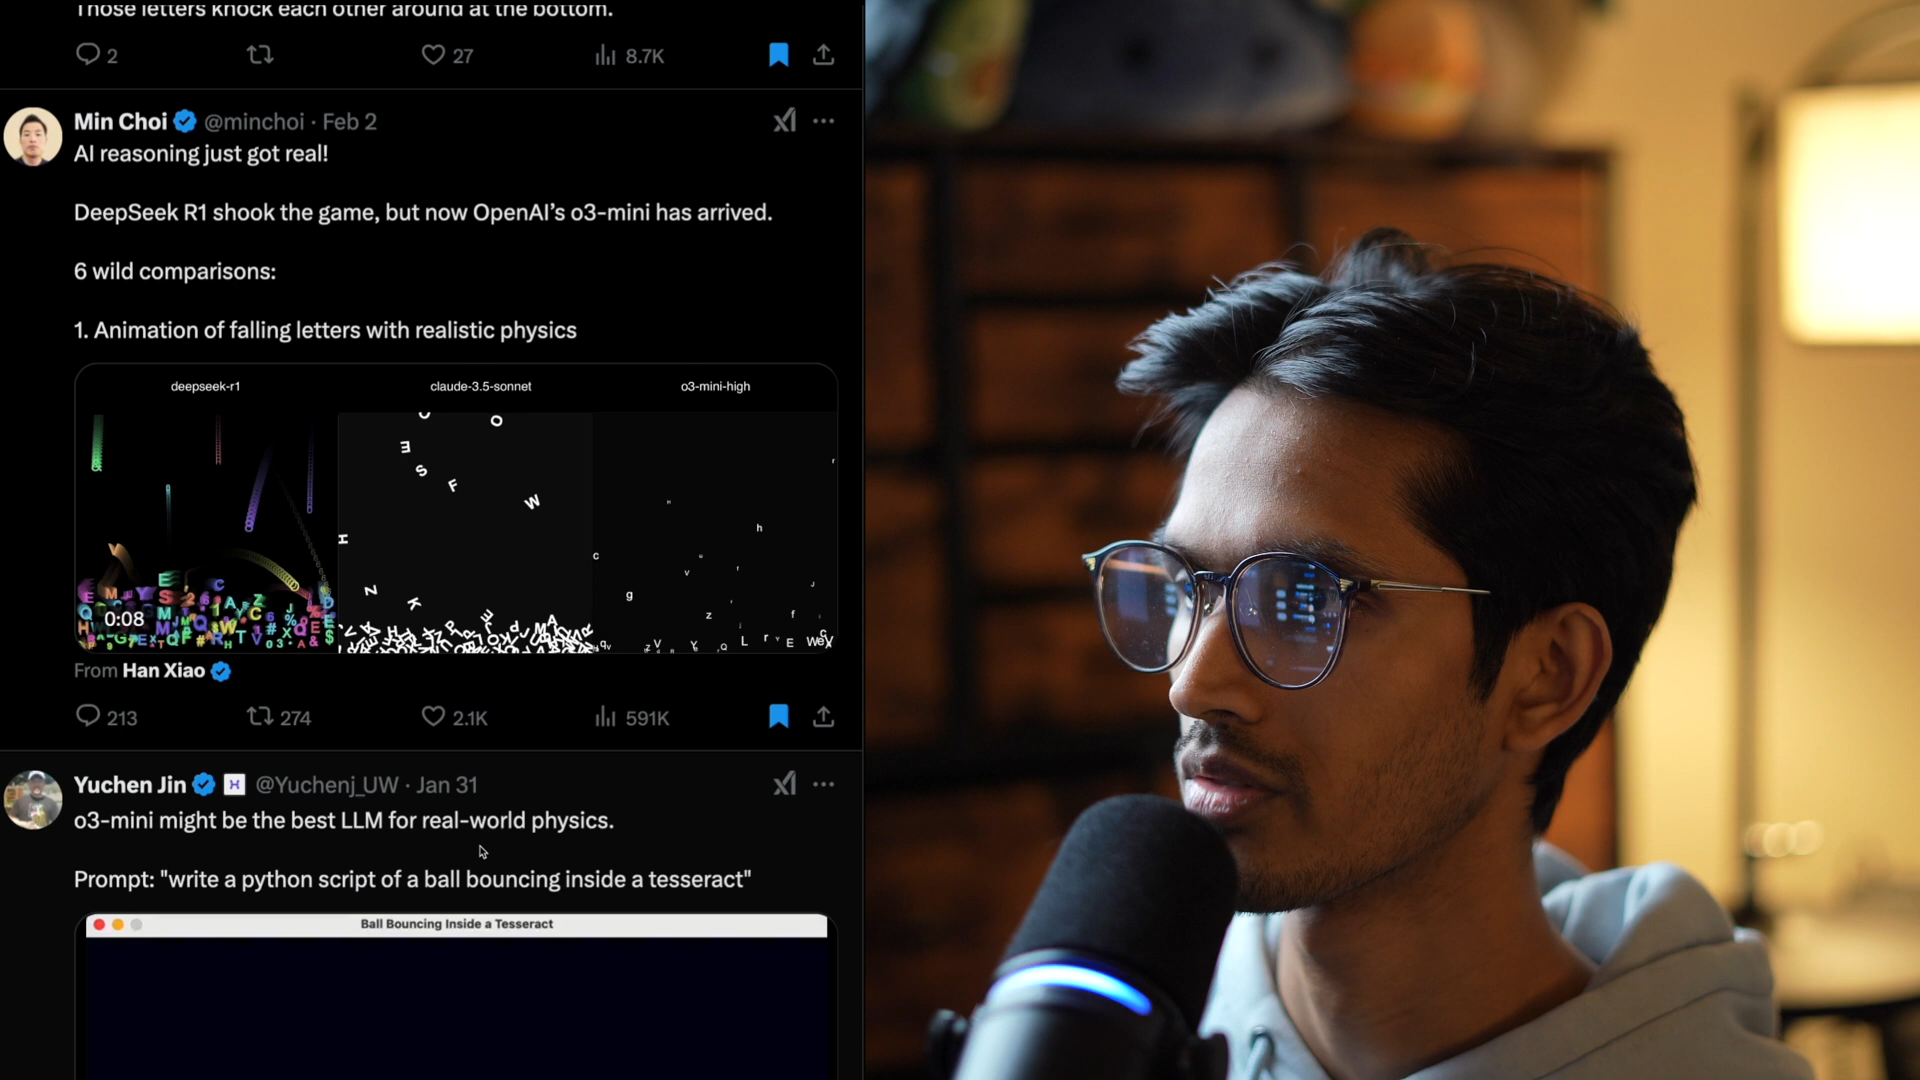 Those letters knock each other around at the bottom.
2 27 8.7K
Min Choi @minchoi · Feb 2
AI reasoning just got real!
DeepSeek R1 shook the game, but now OpenAI’s o3-mini has arrived.
6 wild comparisons:
1. Animation of falling letters with realistic physics
deepseek-r1 claude-3.5-sonnet o3-mini-high
0:08
From Han Xiao
213 274 2.1K 591K
Yuchen Jin @Yuchenj_UW · Jan 31
o3-mini might be the best LLM for real-world physics.
Prompt: "write a python script of a ball bouncing inside a tesseract"
Ball Bouncing Inside a Tesseract